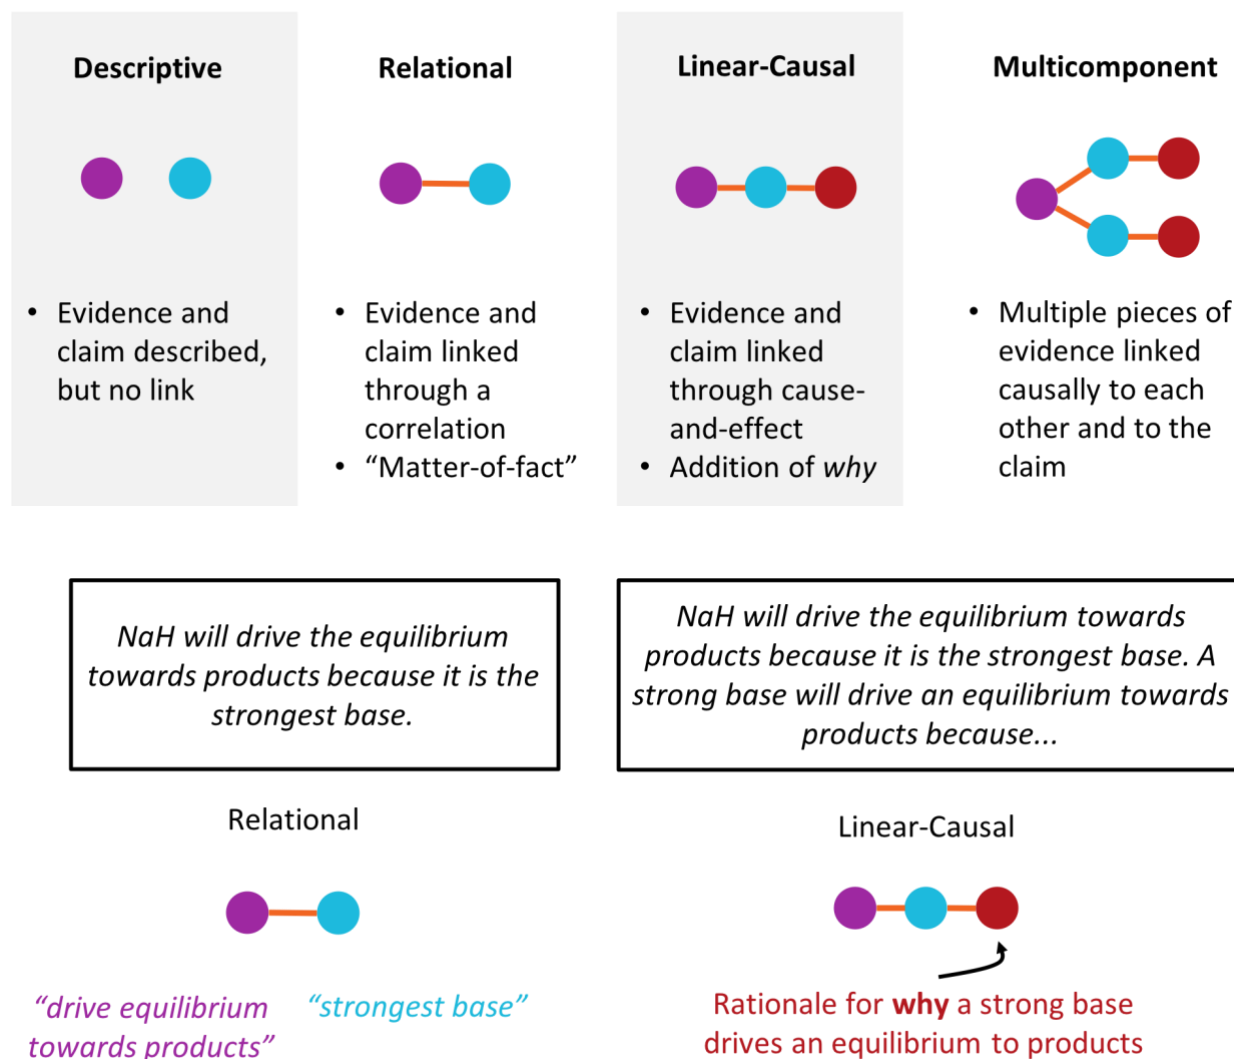 Descriptive
Relational
Linear-Causal
Multicomponent
• Evidence and
claim described,
but no link
• Evidence and
claim linked
through a
correlation
• “Matter-of-fact”
• Evidence and
claim linked
through cause-
and-effect
• Addition of why
• Multiple pieces of
evidence linked
causally to each
other and to the
claim
NaH will drive the equilibrium
towards products because it is the
strongest base.
NaH will drive the equilibrium towards
products because it is the strongest base. A
strong base will drive an equilibrium towards
products because...
Relational
Linear-Causal
“drive equilibrium
towards products”
“strongest base”
Rationale for why a strong base
drives an equilibrium to products